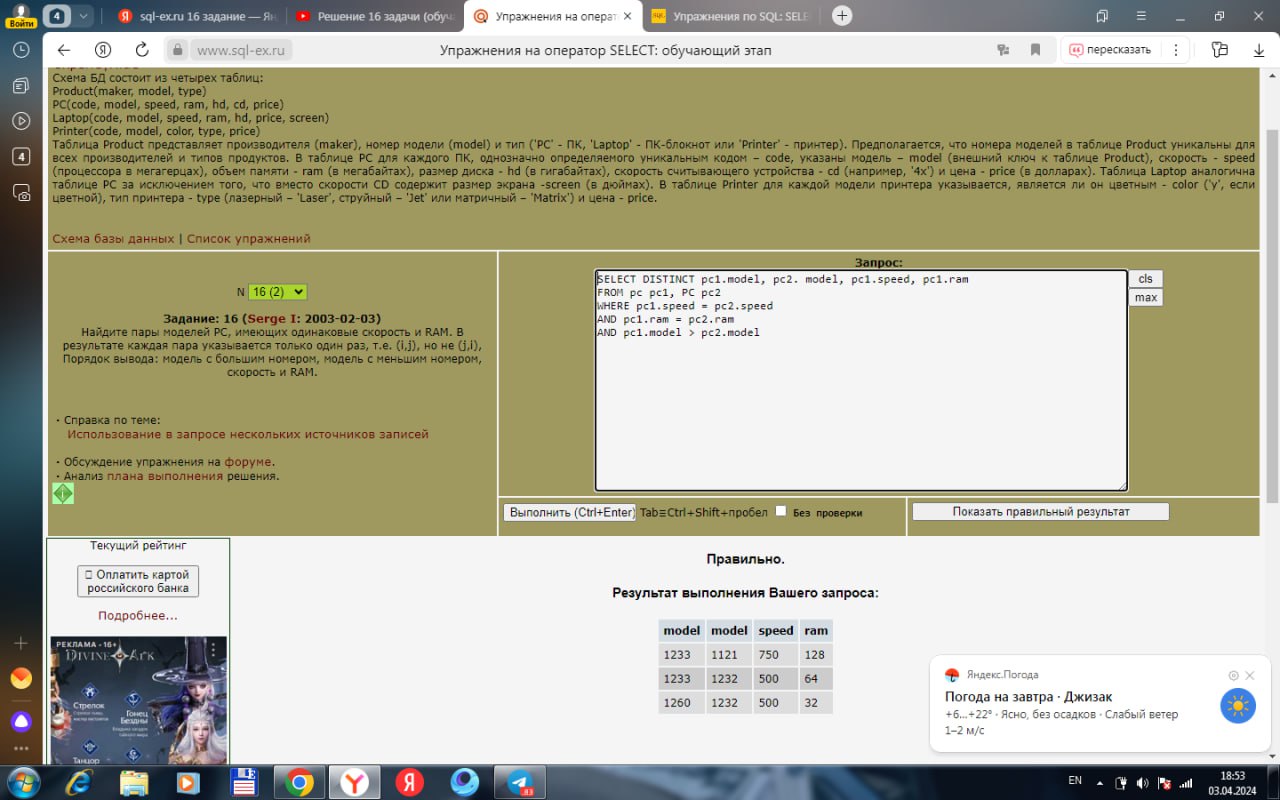 Войти
4
sql-ex.ru 16 задание — Ян
Решение 16 задачи (обуч
Упражнения на операт
Упражнения по SQL: SELE
www.sql-ex.ru
Упражнения на оператор SELECT: обучающий этап
пересказать
4
Схема БД состоит из четырех таблиц:
Product(maker, model, type)
PC(code, model, speed, ram, hd, cd, price)
Laptop(code, model, speed, ram, hd, price, screen)
Printer(code, model, color, type, price)
Таблица Product представляет производителя (maker), номер модели (model) и тип ('PC' - ПК, 'Laptop' - ПК-блокнот или 'Printer' - принтер). Предполагается, что номера моделей в таблице Product уникальны для
всех производителей и типов продуктов. В таблице PC для каждого ПК, однозначно определяемого уникальным кодом – code, указаны модель – model (внешний ключ к таблице Product), скорость - speed
(процессора в мегагерцах), объем памяти - ram (в мегабайтах), размер диска - hd (в гигабайтах), скорость считывающего устройства - cd (например, '4x') и цена - price (в долларах). Таблица Laptop аналогична
таблице РС за исключением того, что вместо скорости CD содержит размер экрана -screen (в дюймах). В таблице Printer для каждой модели принтера указывается, является ли он цветным - color ('y', если
цветной), тип принтера - type (лазерный – 'Laser', струйный – 'Jet' или матричный – 'Matrix') и цена - price.
Схема базы данных | Список упражнений
N 16 (2)
Задание: 16 (Serge I: 2003-02-03)
Найдите пары моделей PC, имеющих одинаковые скорость и RAM. В
результате каждая пара указывается только один раз, т.е. (i,j), но не (j,i),
Порядок вывода: модель с большим номером, модель с меньшим номером,
скорость и RAM.
· Справка по теме:
Использование в запросе нескольких источников записей
· Обсуждение упражнения на форуме.
· Анализ плана выполнения решения.
Запрос:
SELECT DISTINCT pc1.model, pc2. model, pc1.speed, pc1.ram
FROM pc pc1, PC pc2
WHERE pc1.speed = pc2.speed
AND pc1.ram = pc2.ram
AND pc1.model > pc2.model
cls
max
Выполнить (Ctrl+Enter) Tab≡Ctrl+Shift+пробел Без проверки
Показать правильный результат
Текущий рейтинг
Оплатить картой
российского банка
Подробнее...
РЕКЛАМА • 16+
DIVINE ARK
Стрелок
Гонец
Бездны
Танцор
Правильно.
Результат выполнения Вашего запроса:
model model speed ram
1233 1121 750 128
1233 1232 500 64
1260 1232 500 32
Яндекс.Погода
Погода на завтра · Джизак
+6...+22° · Ясно, без осадков · Слабый ветер
1–2 м/с
EN
18:53
03.04.2024